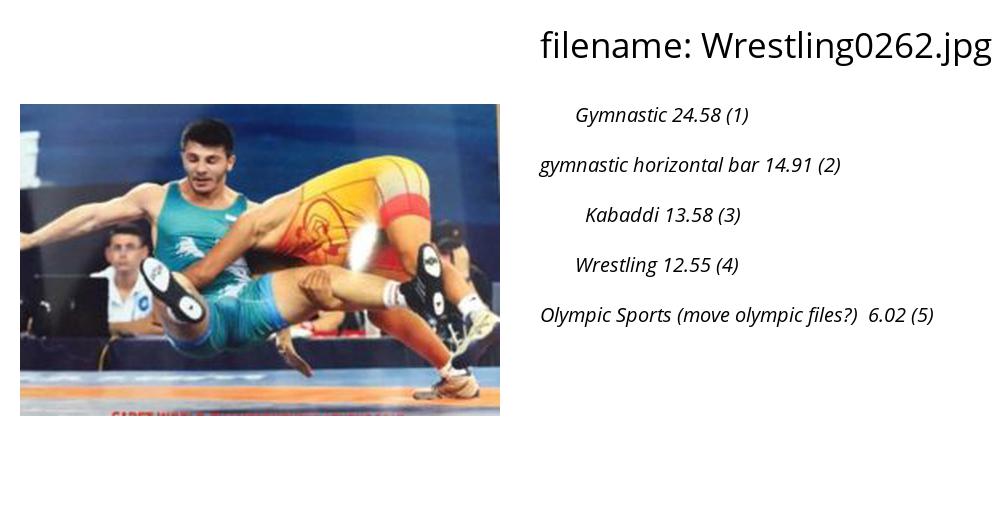 filename: Wrestling0262.jpg
Gymnastic 24.58 (1)
gymnastic horizontal bar 14.91 (2)
Kabaddi 13.58 (3)
Wrestling 12.55 (4)
Olympic Sports (move olympic files?)  6.02 (5)